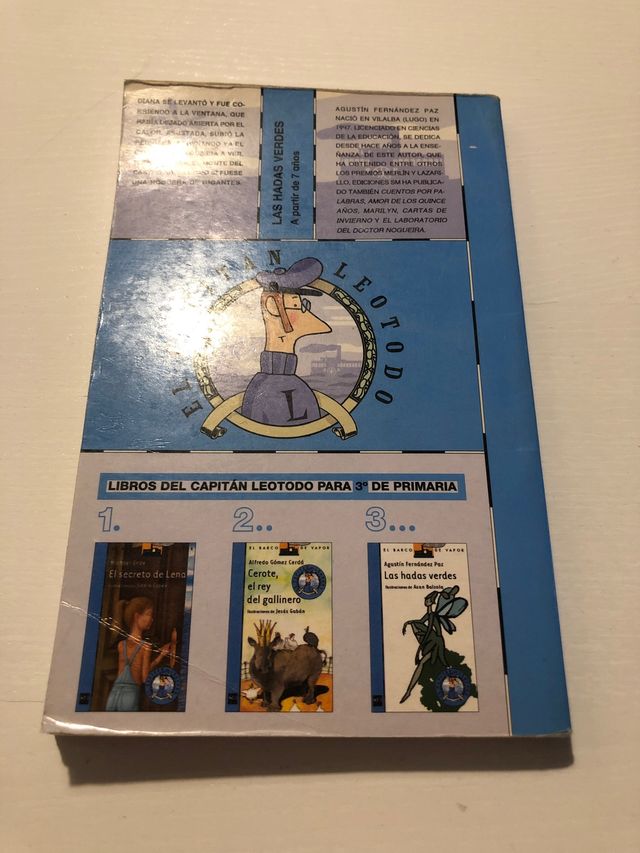 DIANA SE LEVANTÓ Y FUE CO-
RRIENDO A LA VENTANA, QUE
HABÍA DEJADO ABIERTA POR EL
CALOR. ASUSTADA, SUBIÓ LA
UNA HOGUERA DE GIGANTES.
LAS HADAS VERDES
A partir de 7 años
AGUSTÍN FERNÁNDEZ PAZ
NACIÓ EN VILALBA (LUGO) EN
1947. LICENCIADO EN CIENCIAS
DE LA EDUCACIÓN, SE DEDICA
DESDE HACE AÑOS A LA ENSE-
ÑANZA. DE ESTE AUTOR, QUE
HA OBTENIDO ENTRE OTROS
LOS PREMIOS MERLÍN Y LAZARI-
LLO, EDICIONES SM HA PUBLICA-
DO TAMBIÉN CUENTOS POR PA-
LABRAS, AMOR DE LOS QUINCE
AÑOS, MARILYN, CARTAS DE
INVIERNO Y EL LABORATORIO
DEL DOCTOR NOGUEIRA.
EL CAPITÁN LEOTODO
L
LIBROS DEL CAPITÁN LEOTODO PARA 3º DE PRIMARIA
1.
2..
3...
El secreto de Lena
EL BARCO DE VAPOR
Alfredo Gómez Cerdá
Cerote,
el rey
del gallinero
Ilustraciones de Jesús Gabán
EL BARCO DE VAPOR
Agustín Fernández Paz
Las hadas verdes
Ilustraciones de Asun Balzola